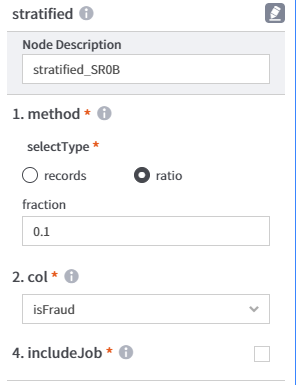 stratified
Node Description
stratified_SR0B
1. method *
selectType *
records ratio
fraction
0.1
2. col *
isFraud
4. includeJob *